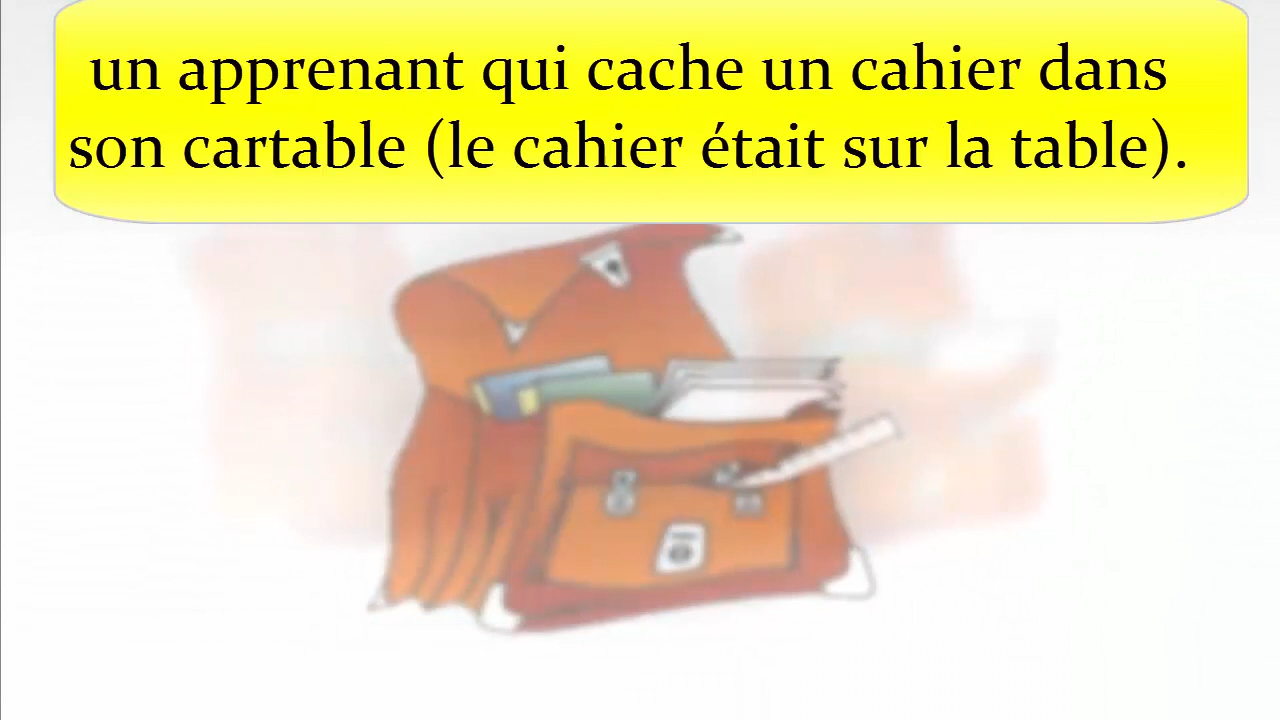 un apprenant qui cache un cahier dans
son cartable (le cahier était sur la table).